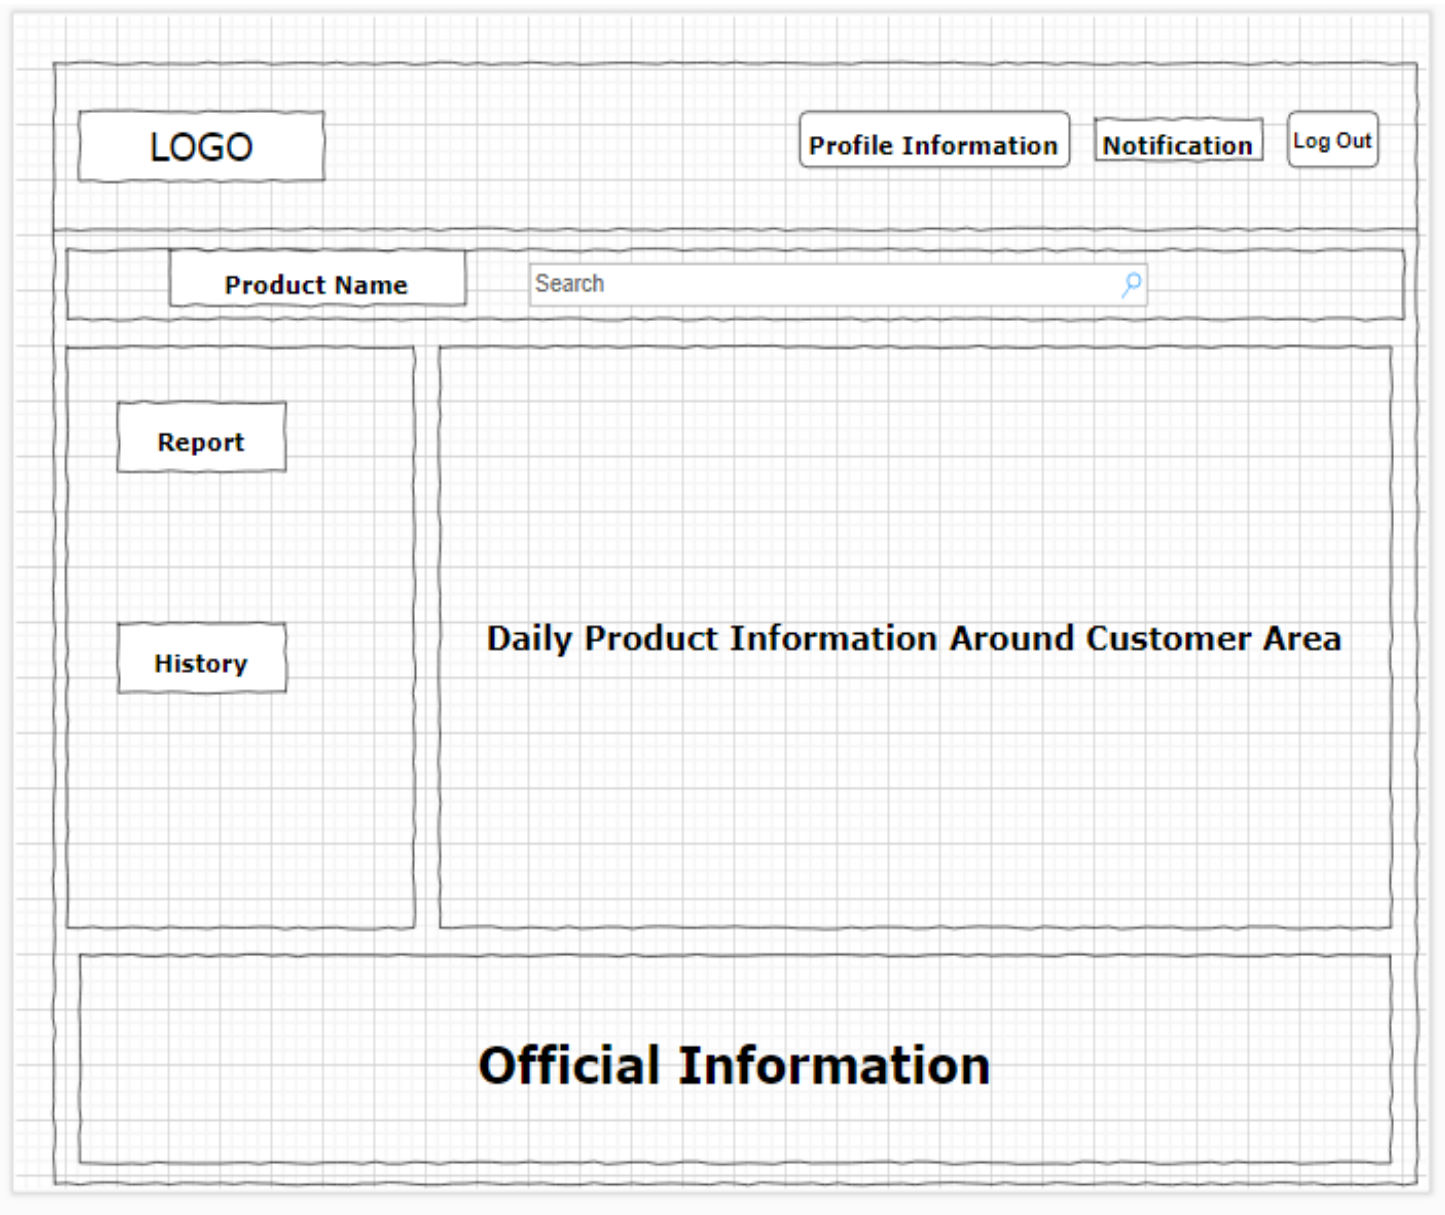 LOGO
Profile Information
Notification
Log Out
Product Name
Search
Report
History
Daily Product Information Around Customer Area
Official Information